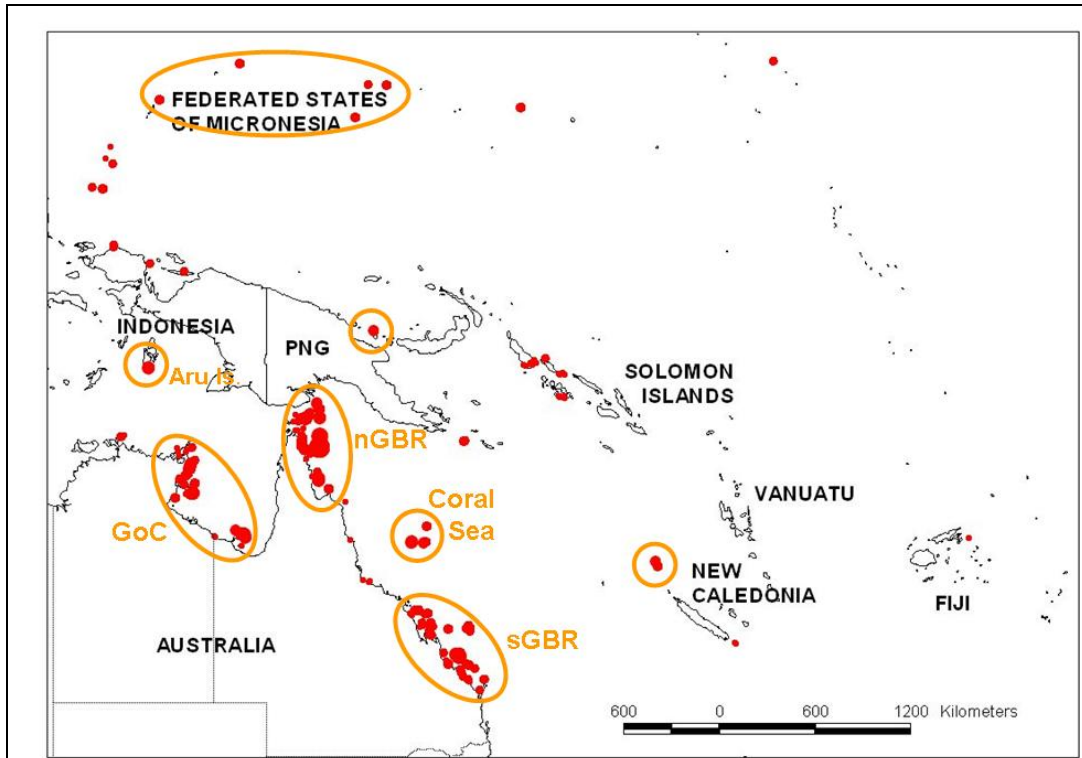 FEDERATED STATES
OF MICRONESIA
INDONESIA
PNG
Aru Is.
SOLOMON
ISLANDS
nGBR
Coral
Sea
VANUATU
GoC
NEW
CALEDONIA
FIJI
AUSTRALIA
sGBR
600 0 600 1200 Kilometers